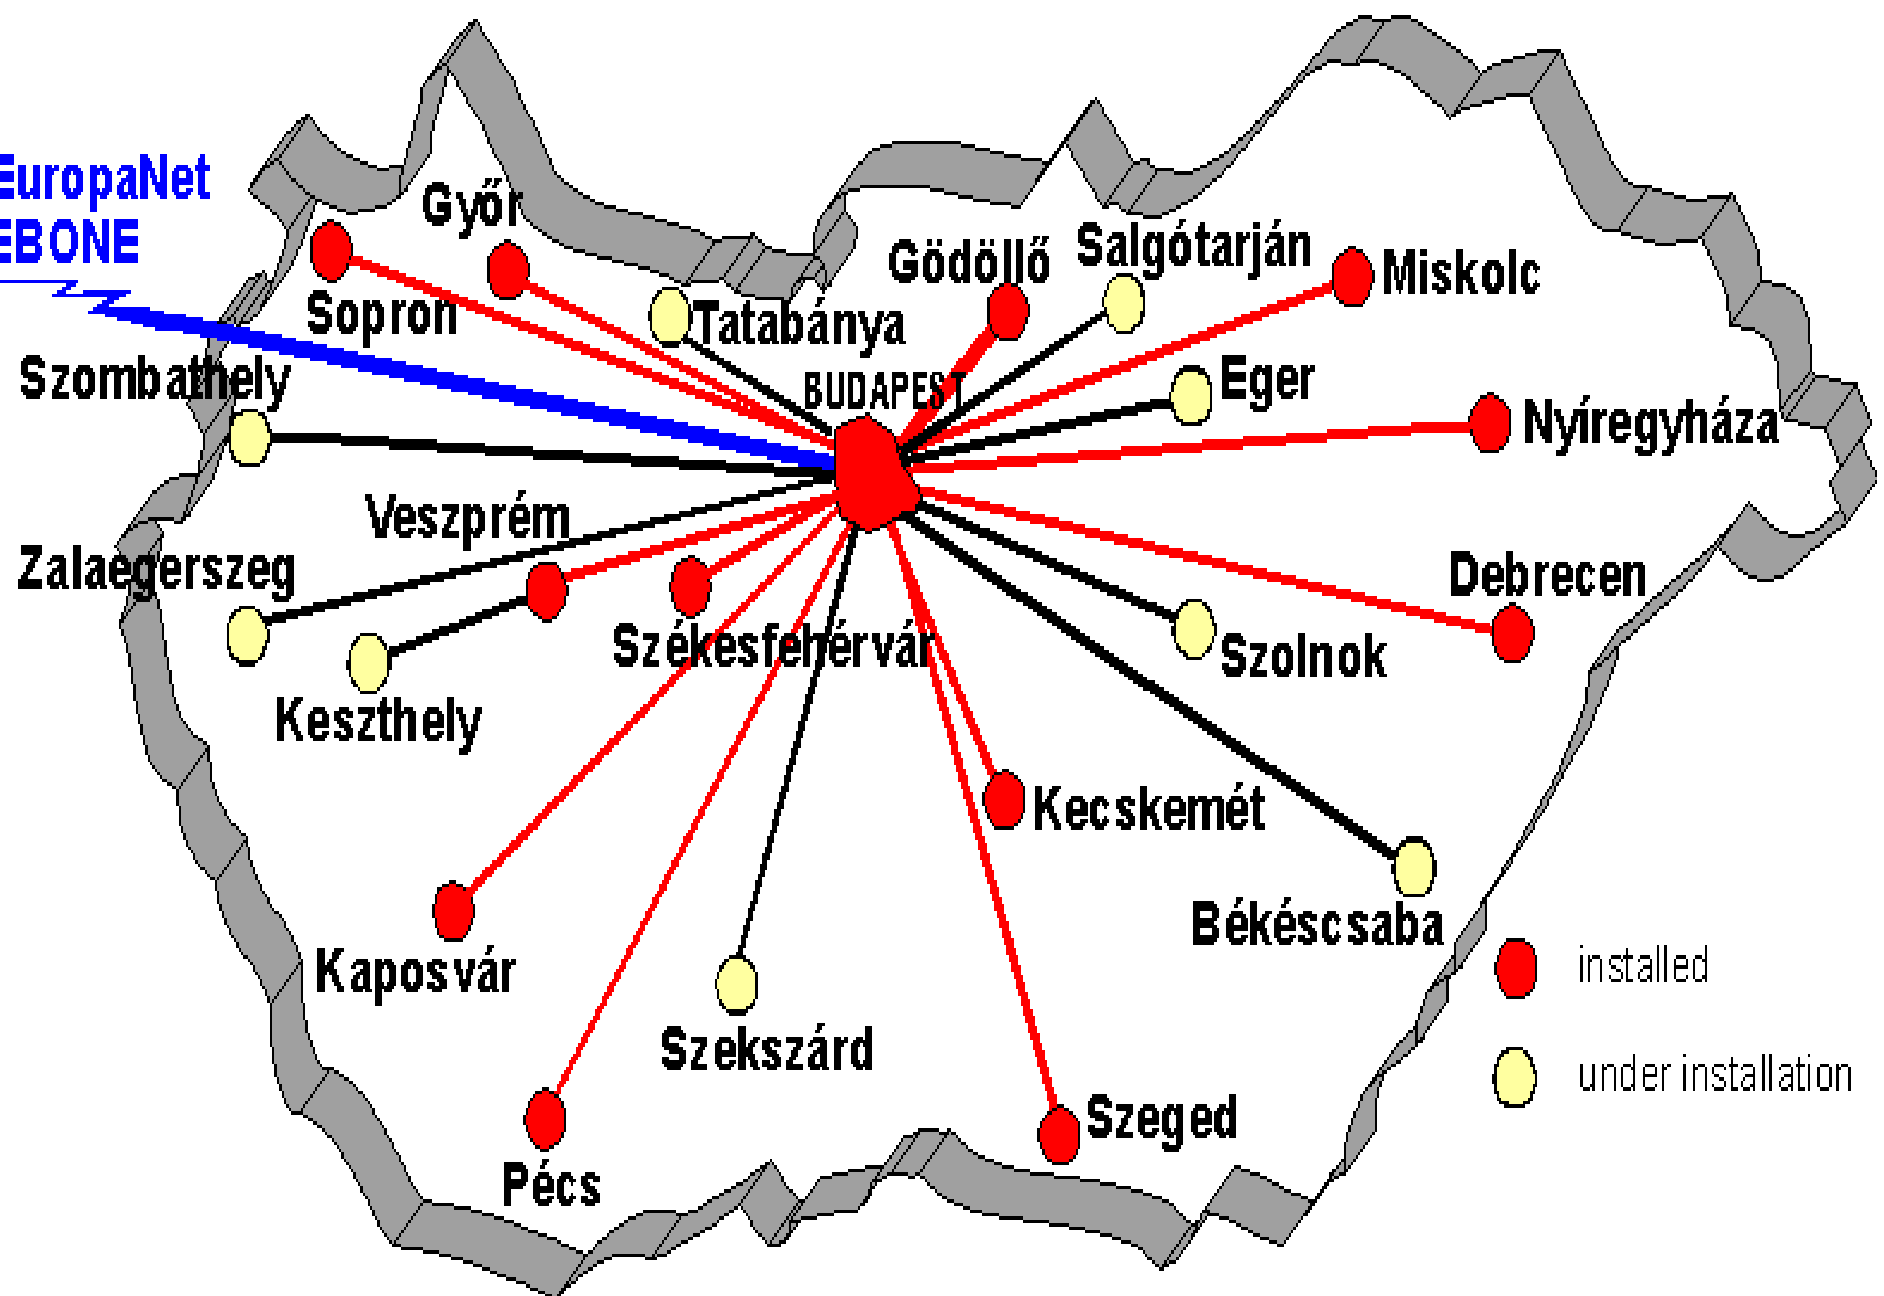 EuropaNet
EBONE
Győr
Sopron
Tatabánya
Gödöllő
Salgótarján
Miskolc
Szombathely
BUDAPEST
Eger
Nyíregyháza
Veszprém
Zalaegerszeg
Székesfehérvár
Debrecen
Szolnok
Keszthely
Kecskemét
Békéscsaba
Kaposvár
installed
Szekszárd
under installation
Szeged
Pécs